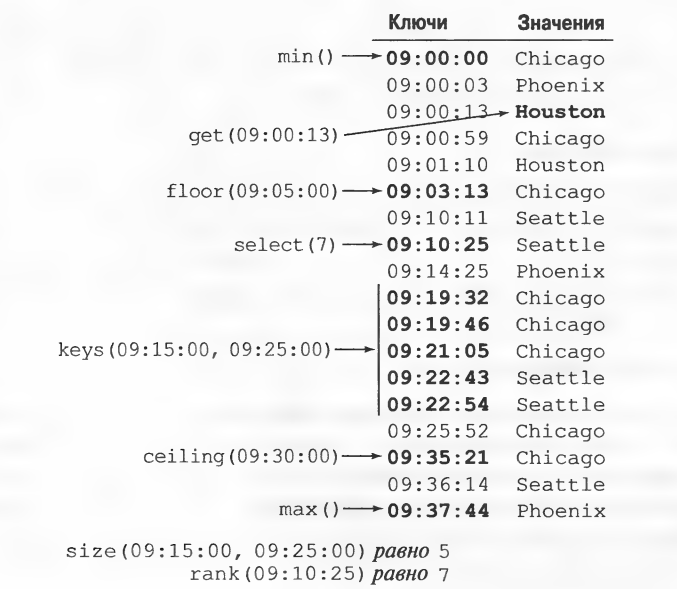 Ключи Значения
min() 09:00:00 Chicago
09:00:03 Phoenix
09:00:13 Houston
get(09:00:13)
09:00:59 Chicago
09:01:10 Houston
floor(09:05:00) 09:03:13 Chicago
09:10:11 Seattle
select(7) 09:10:25 Seattle
09:14:25 Phoenix
09:19:32 Chicago
09:19:46 Chicago
keys(09:15:00, 09:25:00) 09:21:05 Chicago
09:22:43 Seattle
09:22:54 Seattle
09:25:52 Chicago
ceiling(09:30:00) 09:35:21 Chicago
09:36:14 Seattle
max() 09:37:44 Phoenix
size(09:15:00, 09:25:00) равно 5
rank(09:10:25) равно 7